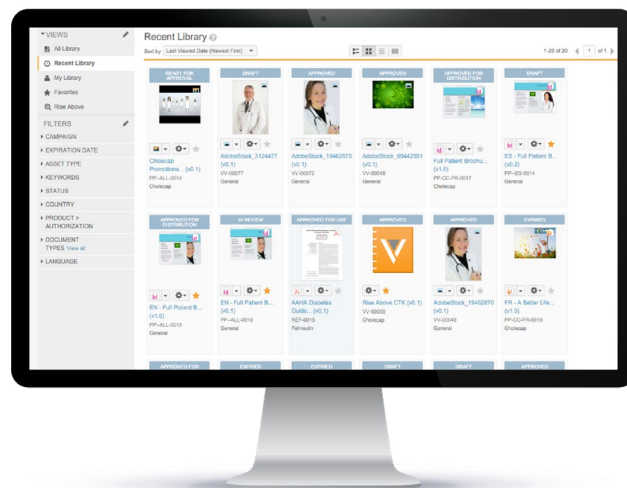 VIEWS
All Library
Recent Library
My Library
Favorites
Rise Above
FILTERS
CAMPAIGN
EXPIRATION DATE
ASSET TYPE
KEYWORDS
STATUS
COUNTRY
PRODUCT >
AUTHORIZATION
DOCUMENT
TYPES View all
LANGUAGE
Recent Library
Sort by Last Viewed Date (Newest First)
1-20 of 20 1 of 1
READY FOR
APPROVAL
Cholecap
Promotiona... (v0.1)
PP-ALL-0014
Cholecap
DRAFT
AdobeStock_3124477
(v0.1)
VV-00077
General
APPROVED
AdobeStock_19462870
(v0.1)
VV-00072
General
APPROVED
AdobeStock_69442561
(v0.1)
VV-00048
General
APPROVED FOR
DISTRIBUTION
Full Patient Brochu...
(v1.0)
PP-CC-FR-0017
Cholecap
DRAFT
ES - Full Patient B...
(v0.2)
PP-ES-0014
General
APPROVED FOR
DISTRIBUTION
EN - Full Patient B...
(v1.0)
PP-ALL-0015
General
IN REVIEW
EN - Full Patient B...
(v0.1)
PP-ALL-0016
General
APPROVED FOR USE
AAHA Diabetes
Guide... (v0.1)
REF-0015
Felinsulin
APPROVED
Rise Above CTK (v0.1)
VV-00055
Cholecap
APPROVED
AdobeStock_19462870
(v0.1)
VV-00049
General
EXPIRED
FR - A Better Life...
(v1.0)
PP-CC-FR-0019
Cholecap
APPROVED FOR
EXPIRED
EXPIRED
DRAFT
DRAFT
APPROVED